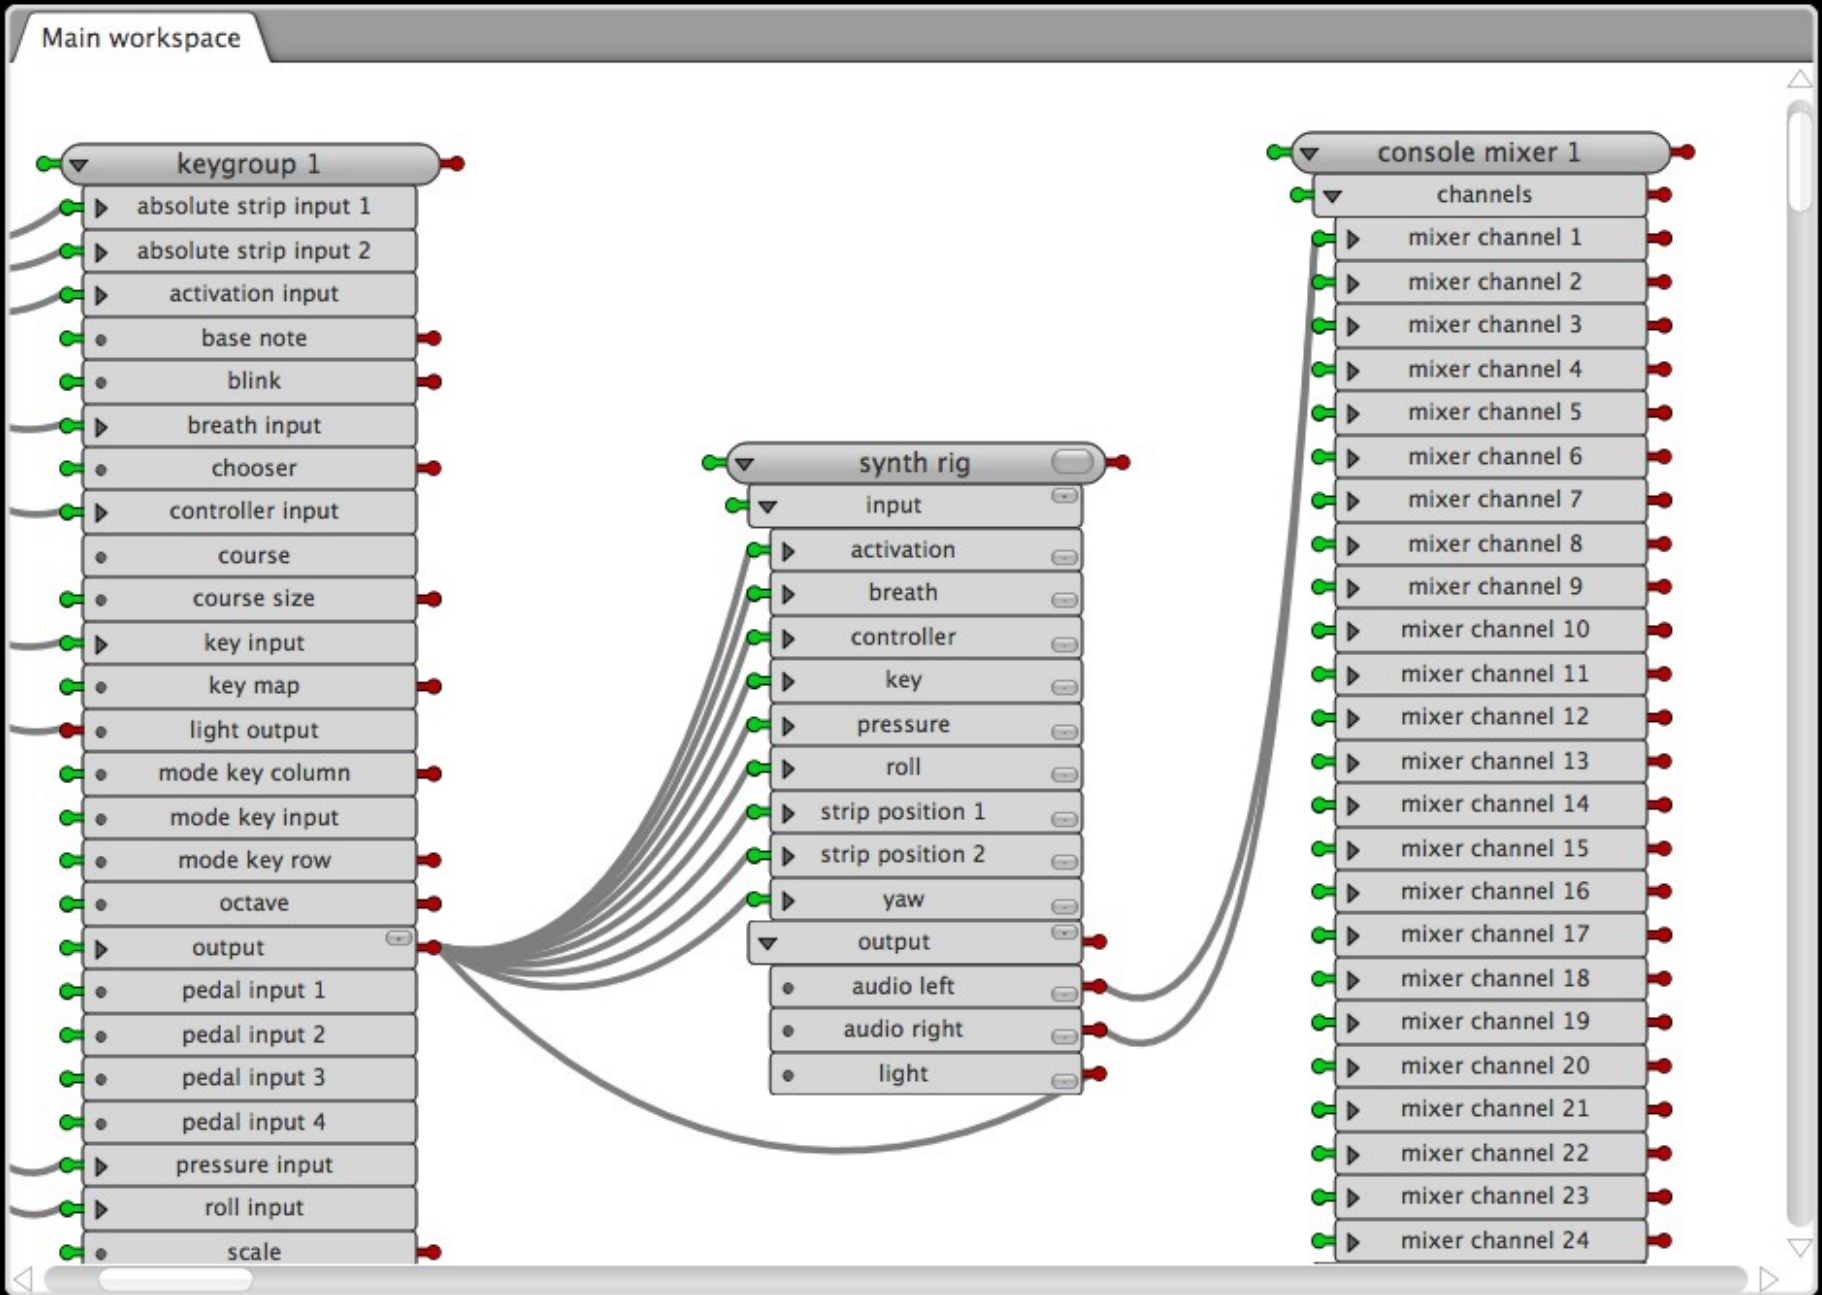 Main workspace
keygroup 1
absolute strip input 1
absolute strip input 2
activation input
base note
blink
breath input
chooser
controller input
course
course size
key input
key map
light output
mode key column
mode key input
mode key row
octave
output
pedal input 1
pedal input 2
pedal input 3
pedal input 4
pressure input
roll input
scale
synth rig
input
activation
breath
controller
key
pressure
roll
strip position 1
strip position 2
yaw
output
audio left
audio right
light
console mixer 1
channels
mixer channel 1
mixer channel 2
mixer channel 3
mixer channel 4
mixer channel 5
mixer channel 6
mixer channel 7
mixer channel 8
mixer channel 9
mixer channel 10
mixer channel 11
mixer channel 12
mixer channel 13
mixer channel 14
mixer channel 15
mixer channel 16
mixer channel 17
mixer channel 18
mixer channel 19
mixer channel 20
mixer channel 21
mixer channel 22
mixer channel 23
mixer channel 24